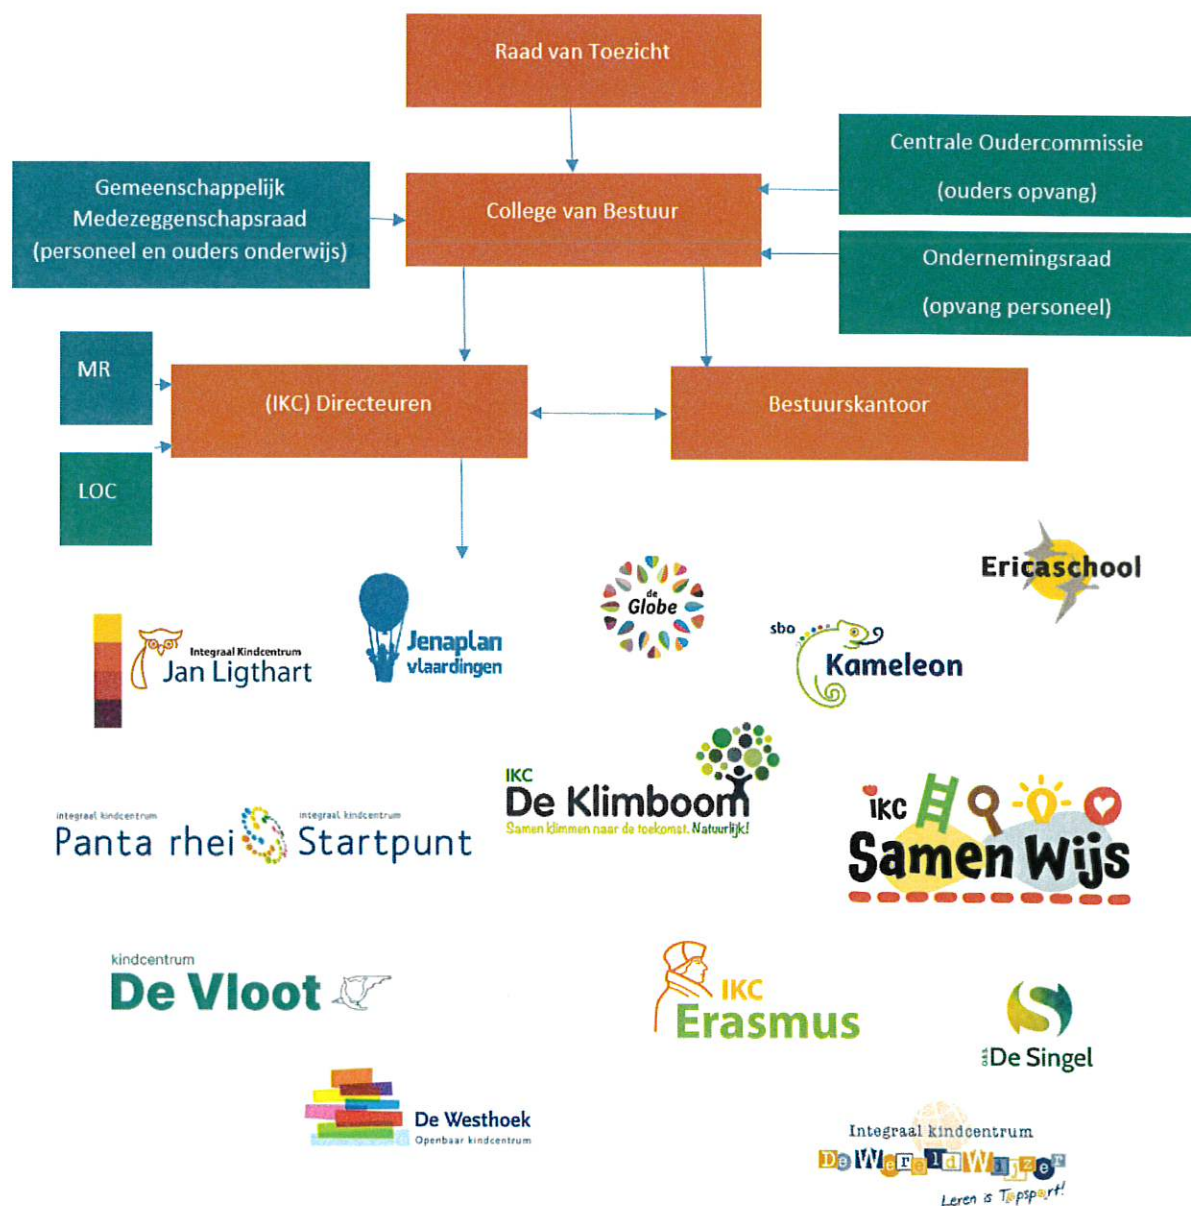 Raad van Toezicht
Centrale Oudercommissie
(ouders opvang)
Gemeenschappelijk
Medezeggenschapsraad
(personeel en ouders onderwijs)
College van Bestuur
Ondernemingsraad
(opvang personeel)
MR
(IKC) Directeuren
Bestuurskantoor
LOC
Ericaschool
de
Globe
Integraal Kindcentrum
Jan Ligthart
Jenaplan
vlaardingen
sbo
Kameleon
IKC
De Klimboom
Samen klimmen naar de toekomst. Natuurlijk!
integraal kindcentrum
Panta rhei
integraal kindcentrum
Startpunt
IKC
Samen Wijs
kindcentrum
De Vloot
IKC
Erasmus
O.B.S. De Singel
De Westhoek
Openbaar kindcentrum
Integraal kindcentrum
De WereldWijzer
Leren is Topsport!